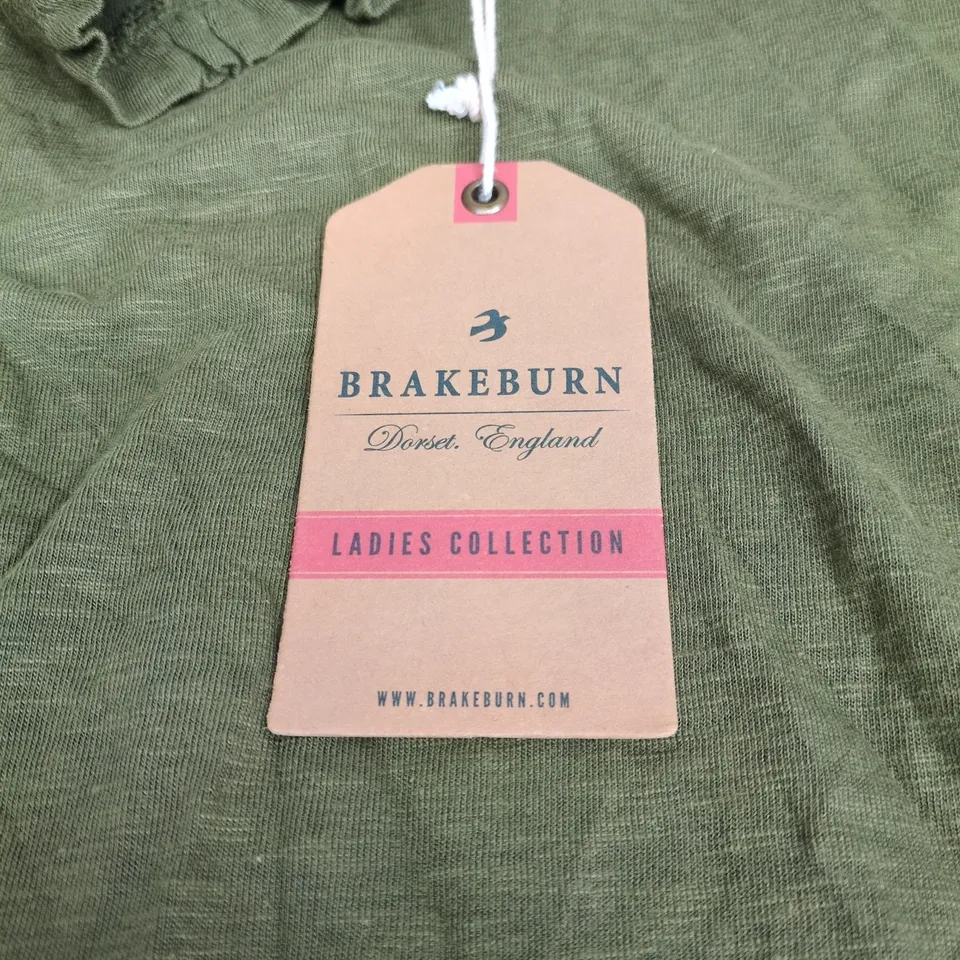 BRAKEBURN
Dorset. England
LADIES COLLECTION
WWW.BRAKEBURN.COM